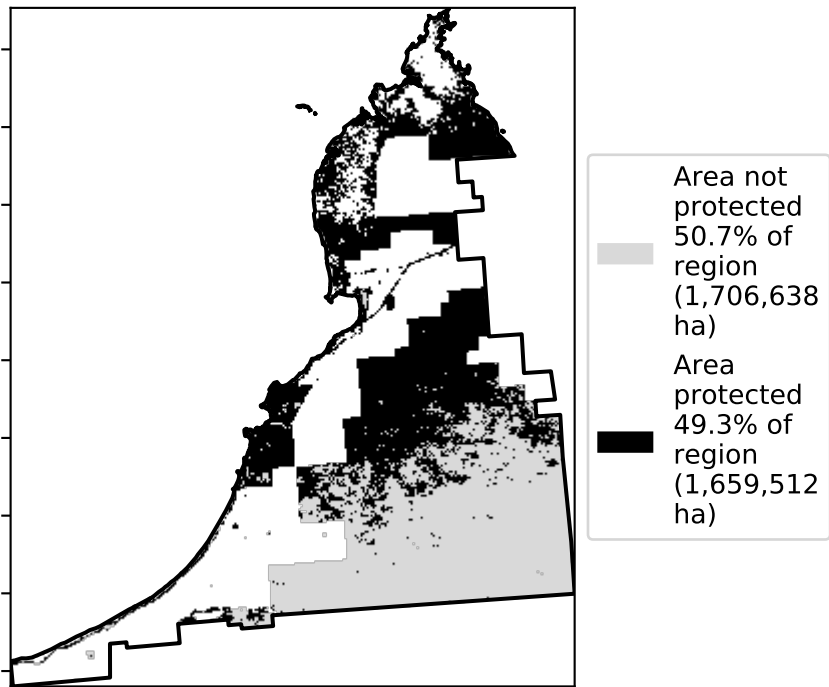 Area not
protected
50.7% of
region
(1,706,638
ha)
Area
protected
49.3% of
region
(1,659,512
ha)